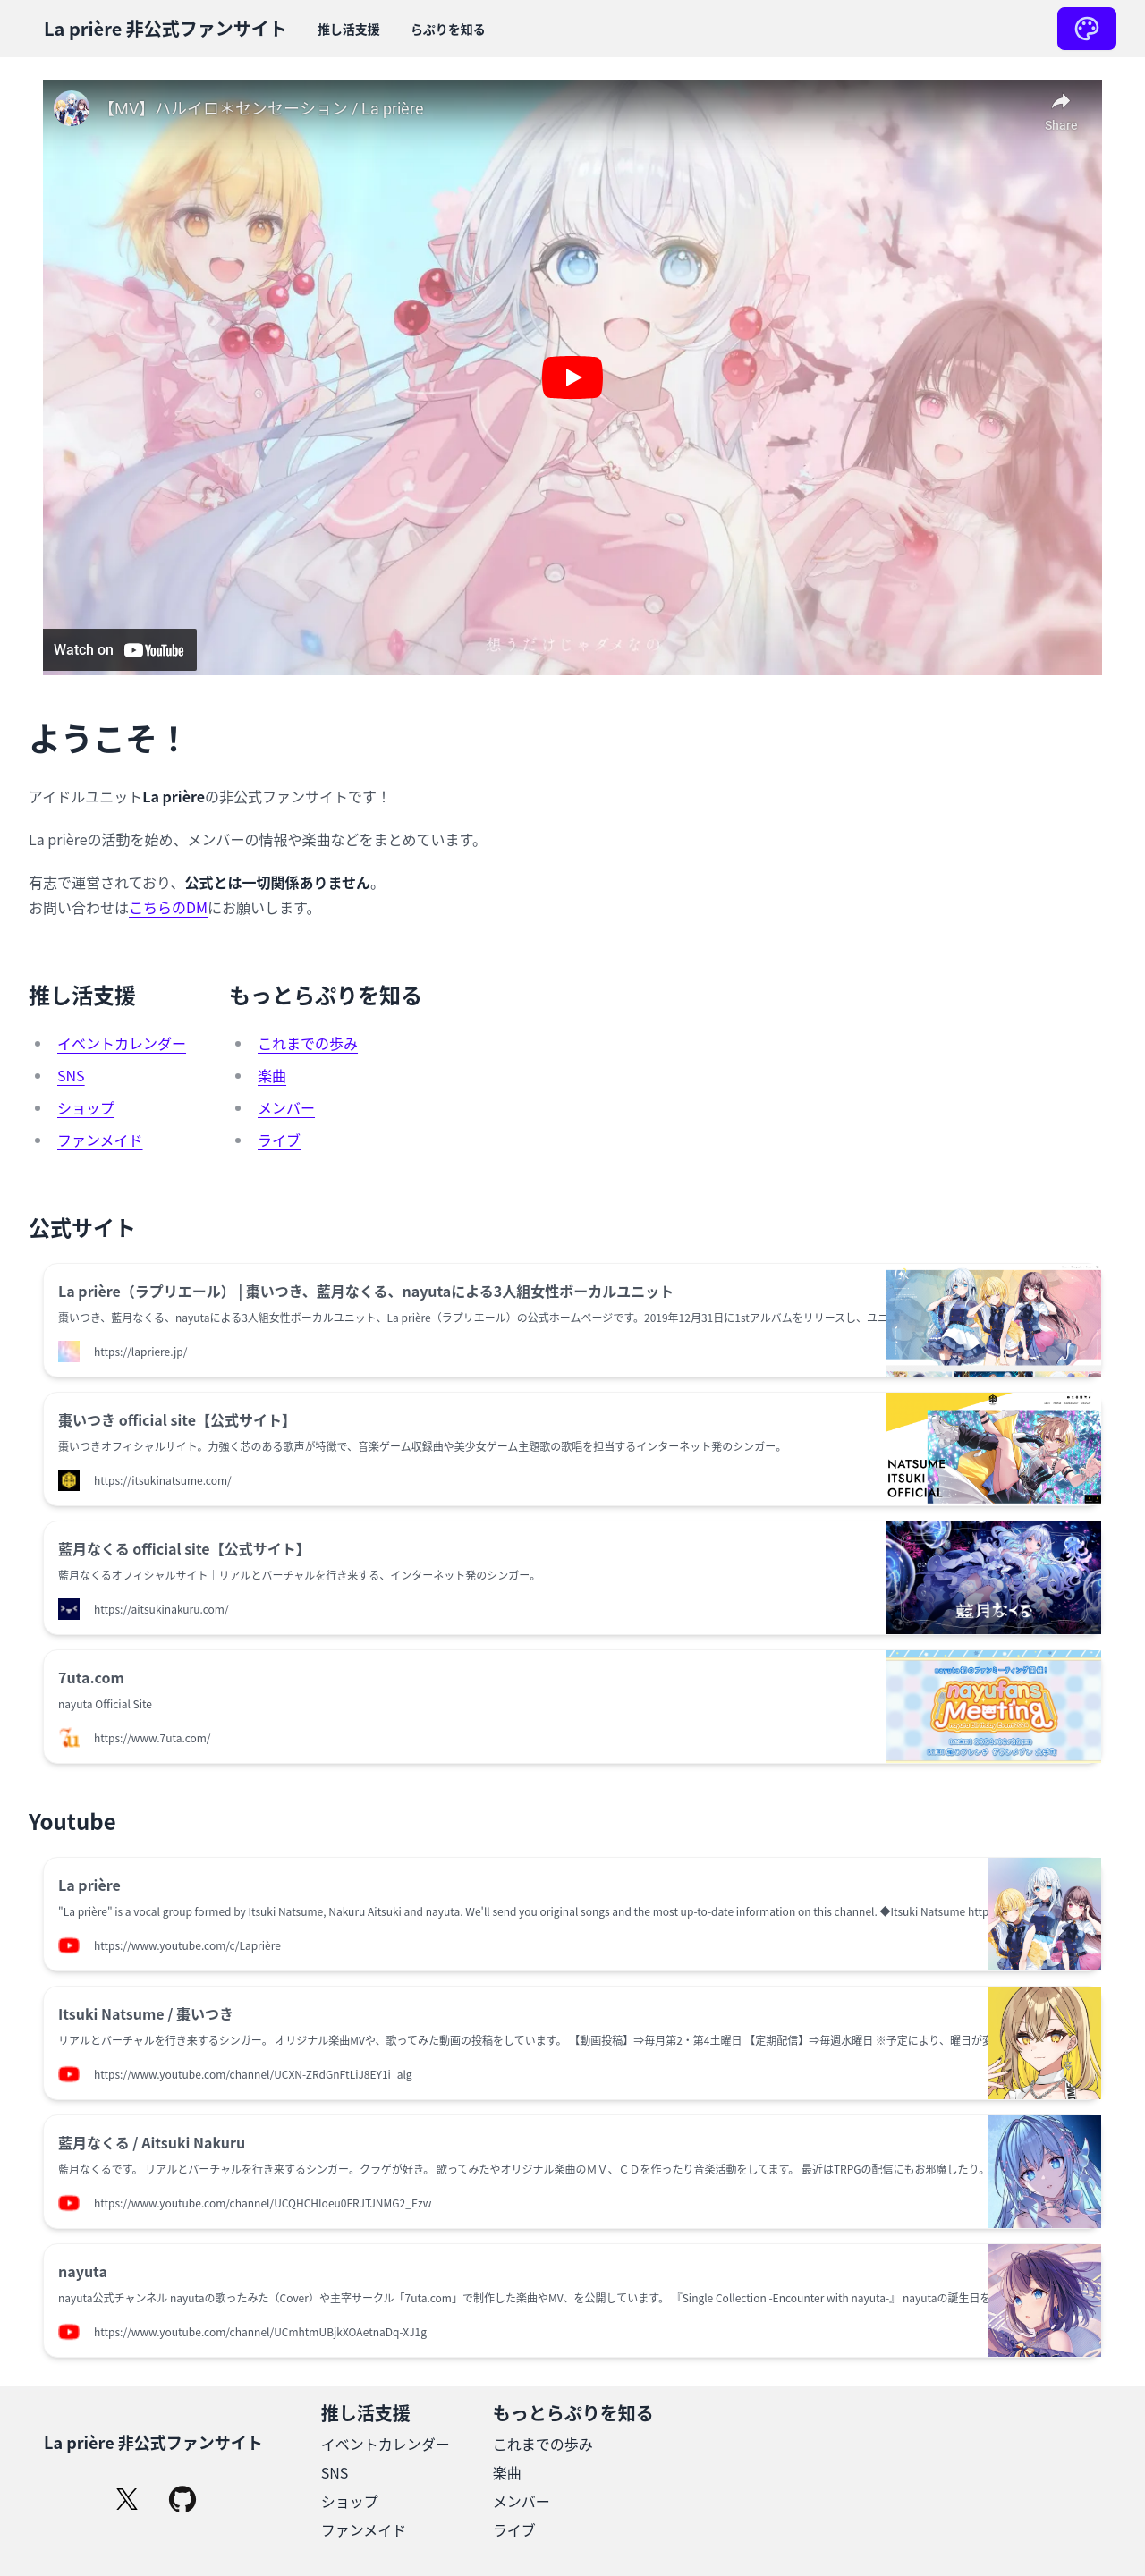 La prière 非公式ファンサイト
推し活支援
らぷりを知る
【MV】ハルイロ＊センセーション / La prière
Share
想うだけじゃダメなの
Watch on YouTube
ようこそ！
アイドルユニットLa prièreの非公式ファンサイトです！
La prièreの活動を始め、メンバーの情報や楽曲などをまとめています。
有志で運営されており、公式とは一切関係ありません。
お問い合わせはこちらのDMにお願いします。
推し活支援
イベントカレンダー
SNS
ショップ
ファンメイド
もっとらぷりを知る
これまでの歩み
楽曲
メンバー
ライブ
公式サイト
La prière（ラプリエール） | 棗いつき、藍月なくる、nayutaによる3人組女性ボーカルユニット
棗いつき、藍月なくる、nayutaによる3人組女性ボーカルユニット、La prière（ラプリエール）の公式ホームページです。2019年12月31日に1stアルバムをリリースし、ユニ
https://lapriere.jp/
棗いつき official site【公式サイト】
棗いつきオフィシャルサイト。力強く芯のある歌声が特徴で、音楽ゲーム収録曲や美少女ゲーム主題歌の歌唱を担当するインターネット発のシンガー。
https://itsukinatsume.com/
NATSUME
ITSUKI
OFFICIAL
藍月なくる official site【公式サイト】
藍月なくるオフィシャルサイト｜リアルとバーチャルを行き来する、インターネット発のシンガー。
https://aitsukinakuru.com/
藍月なくる
7uta.com
nayuta Official Site
https://www.7uta.com/
nayuta初のファンミーティング開催！
nayufans
Meeting
Youtube
La prière
"La prière" is a vocal group formed by Itsuki Natsume, Nakuru Aitsuki and nayuta. We'll send you original songs and the most up-to-date information on this channel. ◆Itsuki Natsume http
https://www.youtube.com/c/Laprière
Itsuki Natsume / 棗いつき
リアルとバーチャルを行き来するシンガー。 オリジナル楽曲MVや、歌ってみた動画の投稿をしています。 【動画投稿】⇒毎月第2・第4土曜日 【定期配信】⇒毎週水曜日 ※予定により、曜日が変
https://www.youtube.com/channel/UCXN-ZRdGnFtLiJ8EY1i_alg
藍月なくる / Aitsuki Nakuru
藍月なくるです。 リアルとバーチャルを行き来するシンガー。クラゲが好き。 歌ってみたやオリジナル楽曲のＭＶ、ＣＤを作ったり音楽活動をしてます。 最近はTRPGの配信にもお邪魔したり。
https://www.youtube.com/channel/UCQHCHIoeu0FRJTJNMG2_Ezw
nayuta
nayuta公式チャンネル nayutaの歌ってみた（Cover）や主宰サークル「7uta.com」で制作した楽曲やMV、を公開しています。 『Single Collection -Encounter with nayuta-』 nayutaの誕生日を
https://www.youtube.com/channel/UCmhtmUBjkXOAetnaDq-XJ1g
La prière 非公式ファンサイト
推し活支援
イベントカレンダー
SNS
ショップ
ファンメイド
もっとらぷりを知る
これまでの歩み
楽曲
メンバー
ライブ